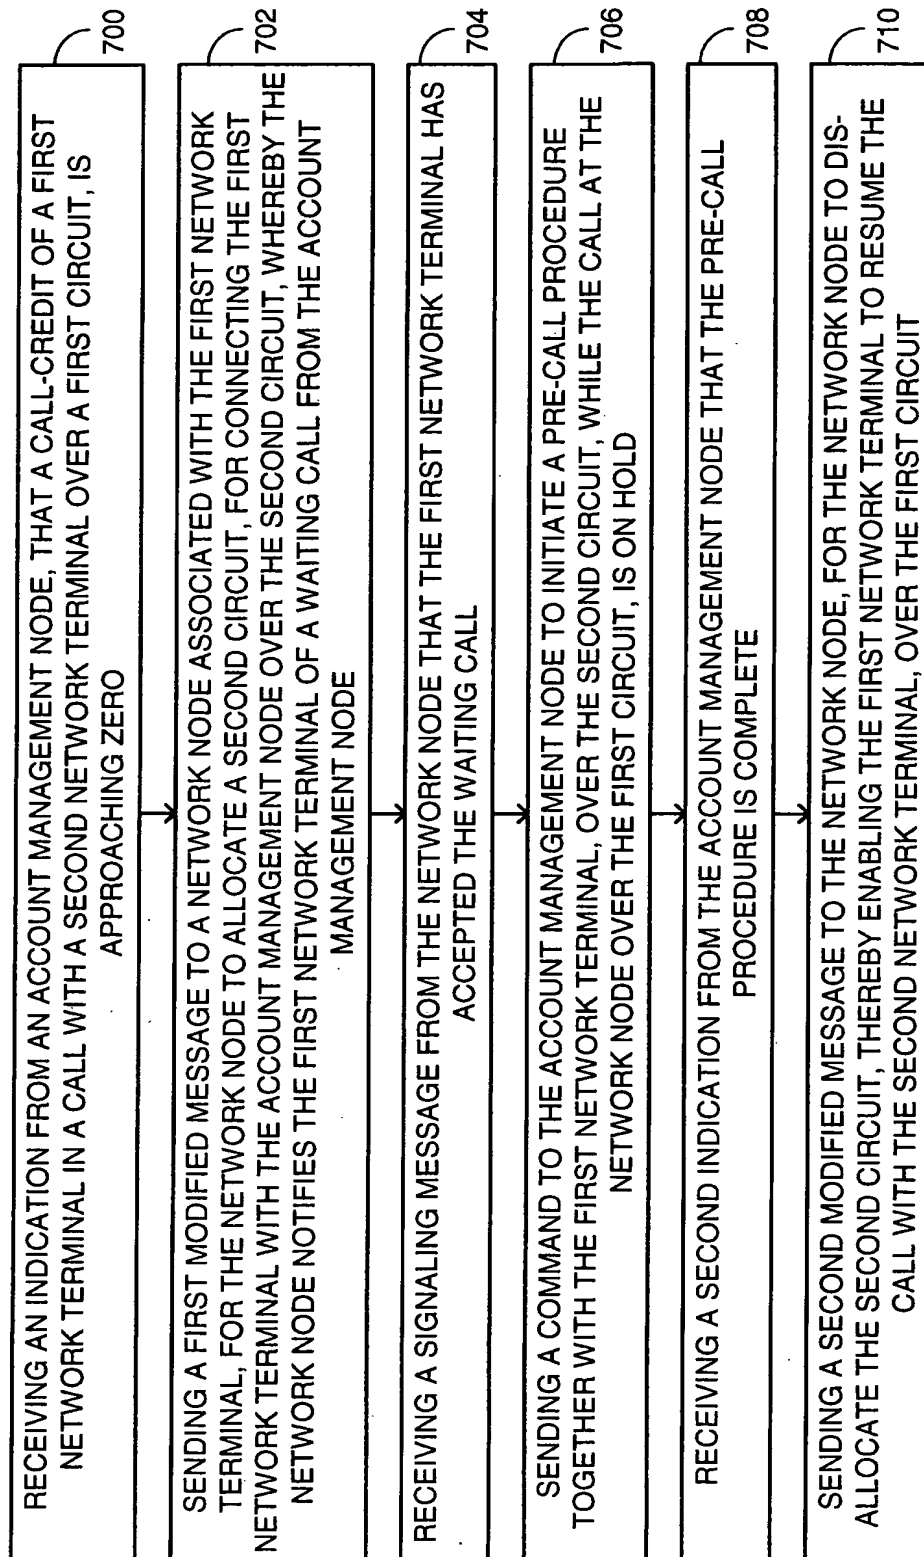 RECEIVING AN INDICATION FROM AN ACCOUNT MANAGEMENT NODE, THAT A CALL-CREDIT OF A FIRST
NETWORK TERMINAL IN A CALL WITH A SECOND NETWORK TERMINAL OVER A FIRST CIRCUIT, IS
APPROACHING ZERO
700
SENDING A FIRST MODIFIED MESSAGE TO A NETWORK NODE ASSOCIATED WITH THE FIRST NETWORK
TERMINAL, FOR THE NETWORK NODE TO ALLOCATE A SECOND CIRCUIT, FOR CONNECTING THE FIRST
NETWORK TERMINAL WITH THE ACCOUNT MANAGEMENT NODE OVER THE SECOND CIRCUIT, WHEREBY THE
NETWORK NODE NOTIFIES THE FIRST NETWORK TERMINAL OF A WAITING CALL FROM THE ACCOUNT
MANAGEMENT NODE
702
RECEIVING A SIGNALING MESSAGE FROM THE NETWORK NODE THAT THE FIRST NETWORK TERMINAL HAS
ACCEPTED THE WAITING CALL
704
SENDING A COMMAND TO THE ACCOUNT MANAGEMENT NODE TO INITIATE A PRE-CALL PROCEDURE
TOGETHER WITH THE FIRST NETWORK TERMINAL, OVER THE SECOND CIRCUIT, WHILE THE CALL AT THE
NETWORK NODE OVER THE FIRST CIRCUIT, IS ON HOLD
706
RECEIVING A SECOND INDICATION FROM THE ACCOUNT MANAGEMENT NODE THAT THE PRE-CALL
PROCEDURE IS COMPLETE
708
SENDING A SECOND MODIFIED MESSAGE TO THE NETWORK NODE, FOR THE NETWORK NODE TO DIS-
ALLOCATE THE SECOND CIRCUIT, THEREBY ENABLING THE FIRST NETWORK TERMINAL TO RESUME THE
CALL WITH THE SECOND NETWORK TERMINAL, OVER THE FIRST CIRCUIT
710